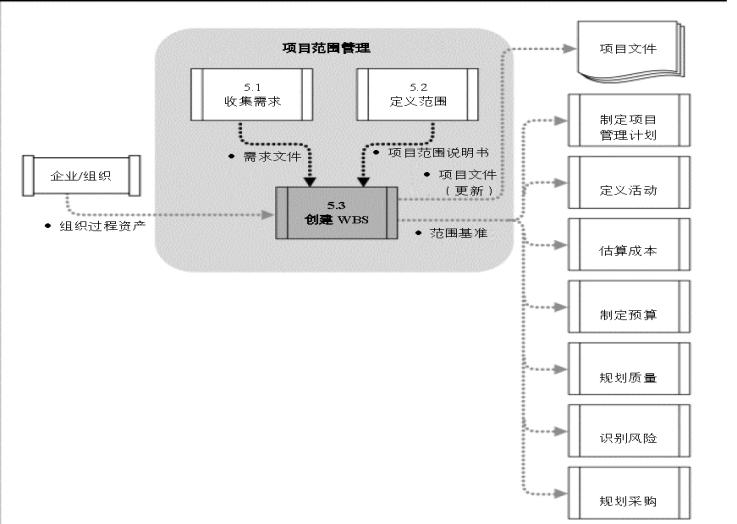 项目范围管理
5.1
收集需求
5.2
定义范围
• 需求文件
• 项目范围说明书
• 项目文件
（更新）
企业/组织
• 组织过程资产
5.3
创建 WBS
• 范围基准
项目文件
制定项目
管理计划
定义活动
估算成本
制定预算
规划质量
识别风险
规划采购